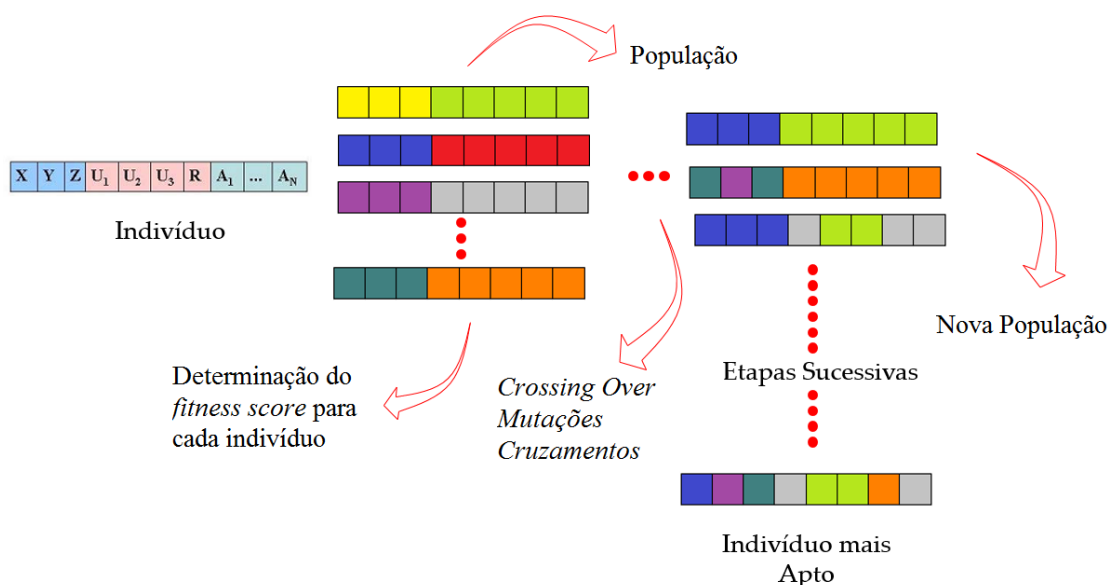 População
X Y Z U₁ U₂ U₃ R A₁ ... A_N
Indivíduo
Nova População
Determinação do
fitness score para
cada indivíduo
Crossing Over
Mutações
Cruzamentos
Etapas Sucessivas
Indivíduo mais
Apto